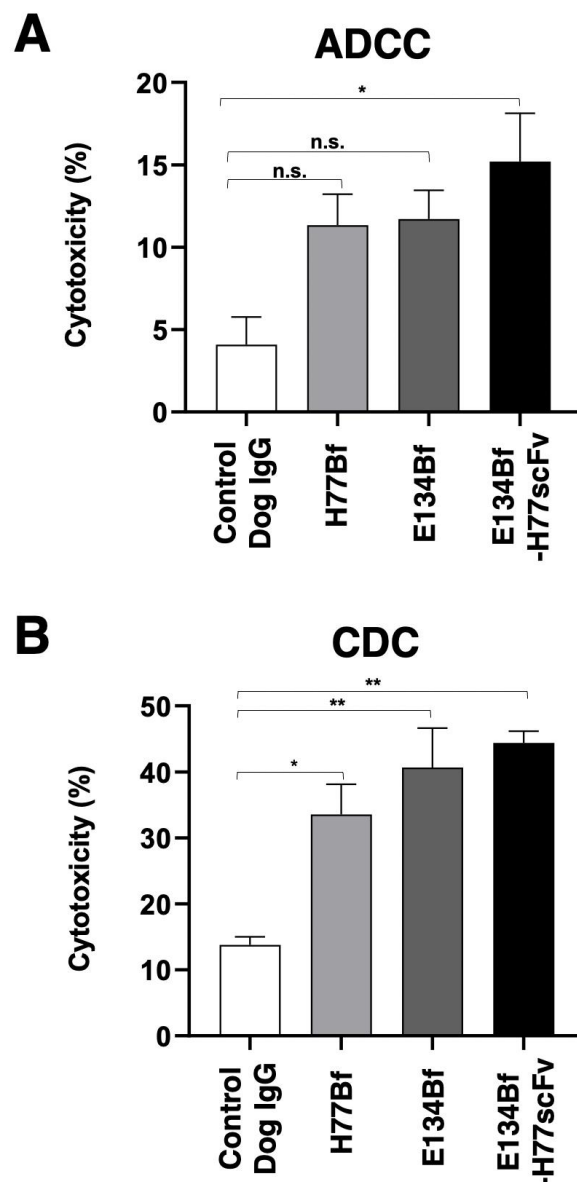 A
ADCC
Cytotoxicity (%)
20
15
10
5
0
*
n.s.
n.s.
Control
Dog IgG
H77Bf
E134Bf
E134Bf
-H77scFv
B
CDC
Cytotoxicity (%)
50
40
30
20
10
0
**
**
*
Control
Dog IgG
H77Bf
E134Bf
E134Bf
-H77scFv